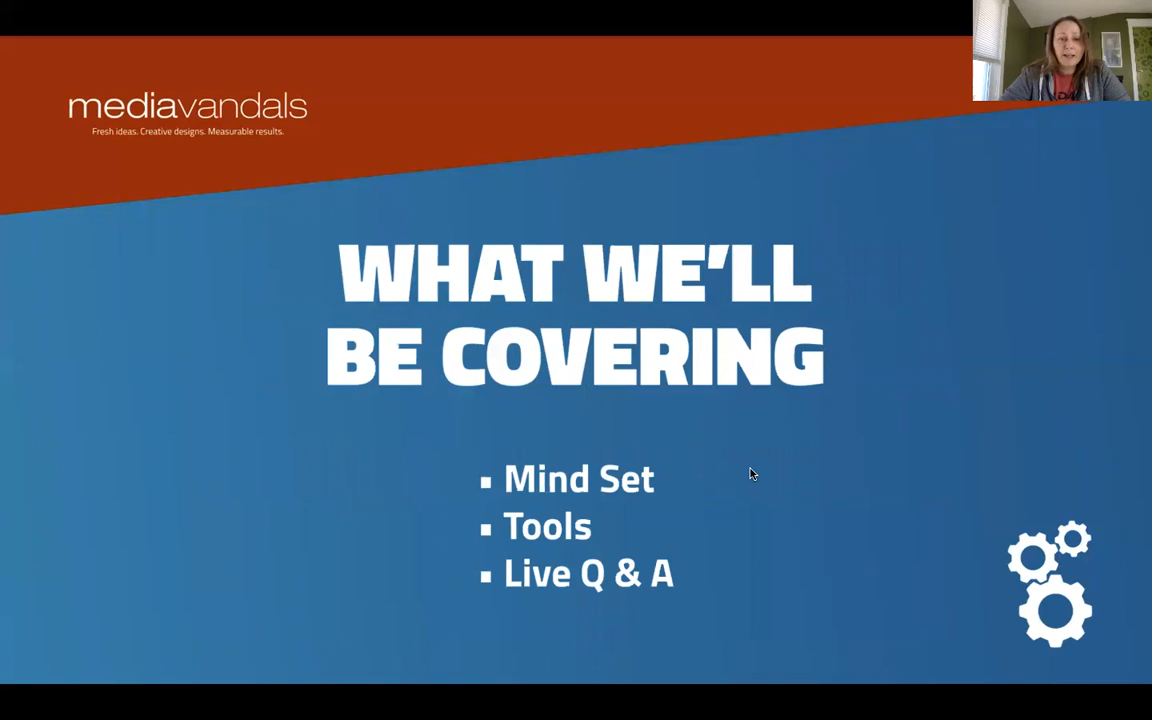 mediavandals
Fresh ideas. Creative designs. Measurable results.
WHAT WE'LL
BE COVERING
▪ Mind Set
▪ Tools
▪ Live Q & A